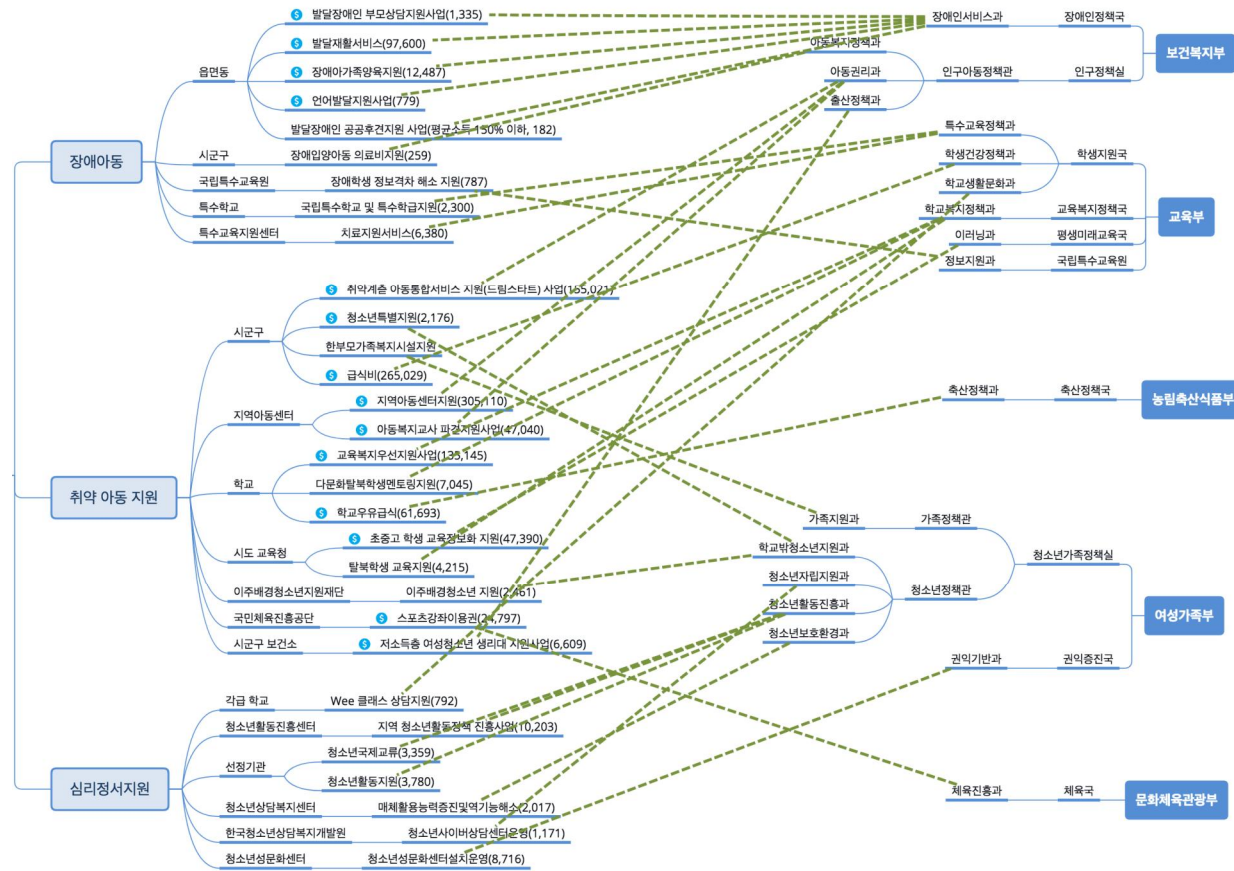 장애아동
읍면동
$ 발달장애인 부모상담지원사업(1,335)
$ 발달재활서비스(97,600)
$ 장애아가족양육지원(12,487)
$ 언어발달지원사업(779)
발달장애인 공공후견지원 사업(평균소득 150% 이하, 182)
시군구
장애입양아동 의료비지원(259)
국립특수교육원
장애학생 정보격차 해소 지원(787)
특수학교
국립특수학교 및 특수학급지원(2,300)
특수교육지원센터
치료지원서비스(6,380)
취약 아동 지원
시군구
$ 취약계층 아동통합서비스 지원(드림스타트) 사업(155,021)
$ 청소년특별지원(2,176)
한부모가족복지시설지원
$ 급식비(265,029)
지역아동센터
$ 지역아동센터지원(305,110)
$ 아동복지교사 파견지원사업(47,040)
학교
$ 교육복지우선지원사업(133,145)
다문화탈북학생멘토링지원(7,045)
$ 학교우유급식(61,693)
시도 교육청
$ 초중고 학생 교육정보화 지원(47,390)
탈북학생 교육지원(4,215)
이주배경청소년지원재단
이주배경청소년 지원(2,461)
국민체육진흥공단
$ 스포츠강좌이용권(24,797)
시군구 보건소
$ 저소득층 여성청소년 생리대 지원사업(6,609)
심리정서지원
각급 학교
Wee 클래스 상담지원(792)
청소년활동진흥센터
지역 청소년활동정책 진흥사업(10,203)
선정기관
청소년국제교류(3,359)
청소년활동지원(3,780)
청소년상담복지센터
매체활용능력증진및역기능해소(2,017)
한국청소년상담복지개발원
청소년사이버상담센터운영(1,171)
청소년성문화센터
청소년성문화센터설치운영(8,716)
장애인서비스과
장애인정책국
보건복지부
아동복지정책과
아동권리과
출산정책과
인구아동정책관
인구정책실
특수교육정책과
학생건강정책과
학교생활문화과
학생지원국
학교복지정책과
교육복지정책국
교육부
이러닝과
평생미래교육국
정보지원과
국립특수교육원
축산정책과
축산정책국
농림축산식품부
가족지원과
가족정책관
학교밖청소년지원과
청소년자립지원과
청소년활동진흥과
청소년보호환경과
청소년정책관
청소년가족정책실
여성가족부
권익기반과
권익증진국
체육진흥과
체육국
문화체육관광부